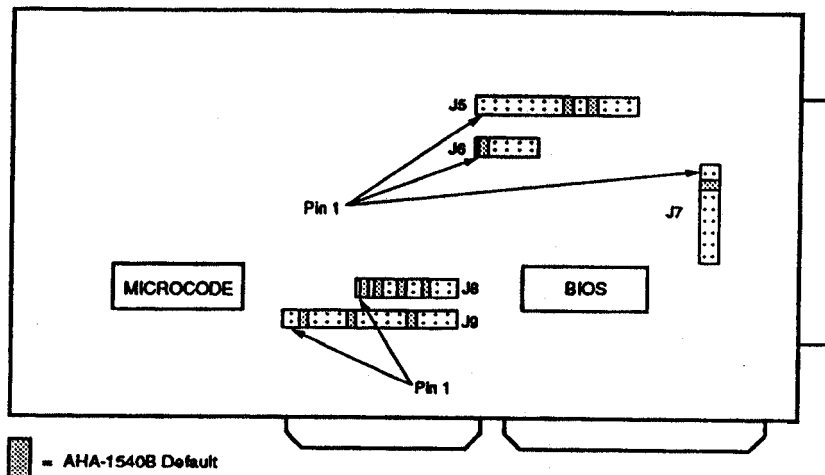 J5
J6
Pin 1
J7
MICROCODE
J8
BIOS
J9
Pin 1
= AHA-1540B Default